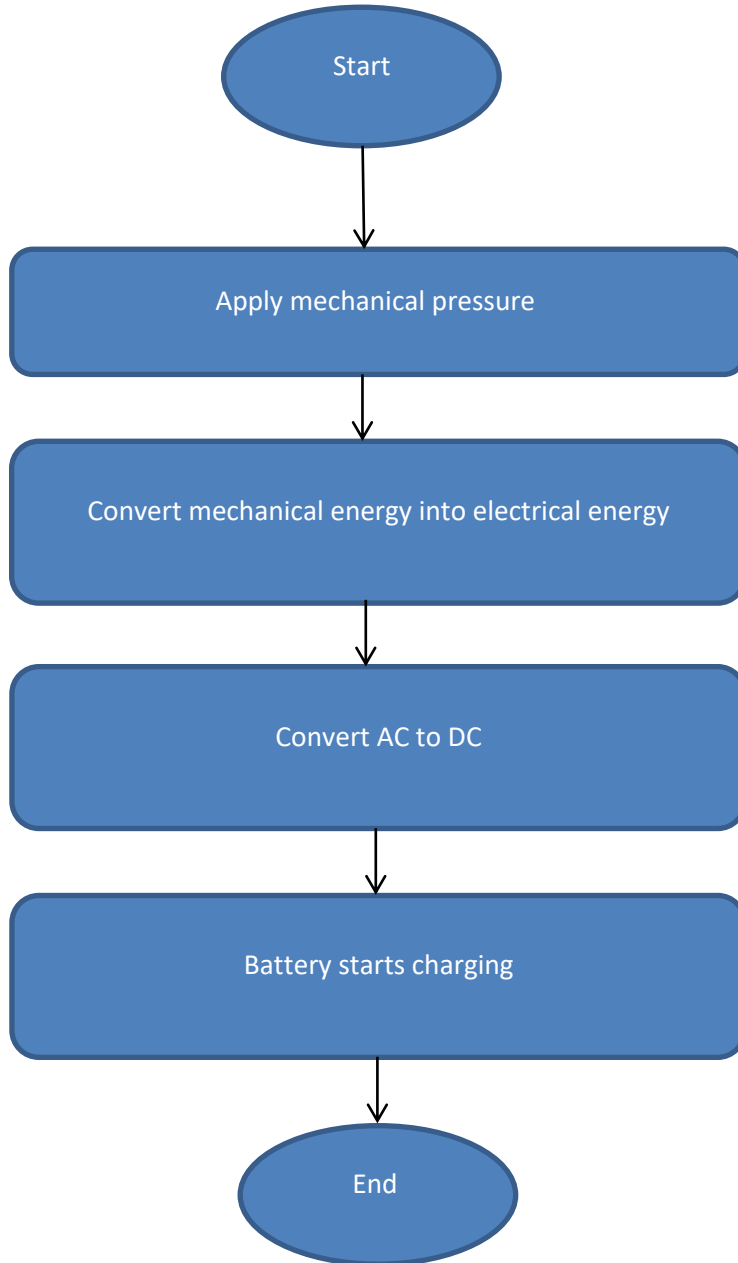 Start
Apply mechanical pressure
Convert mechanical energy into electrical energy
Convert AC to DC
Battery starts charging
End